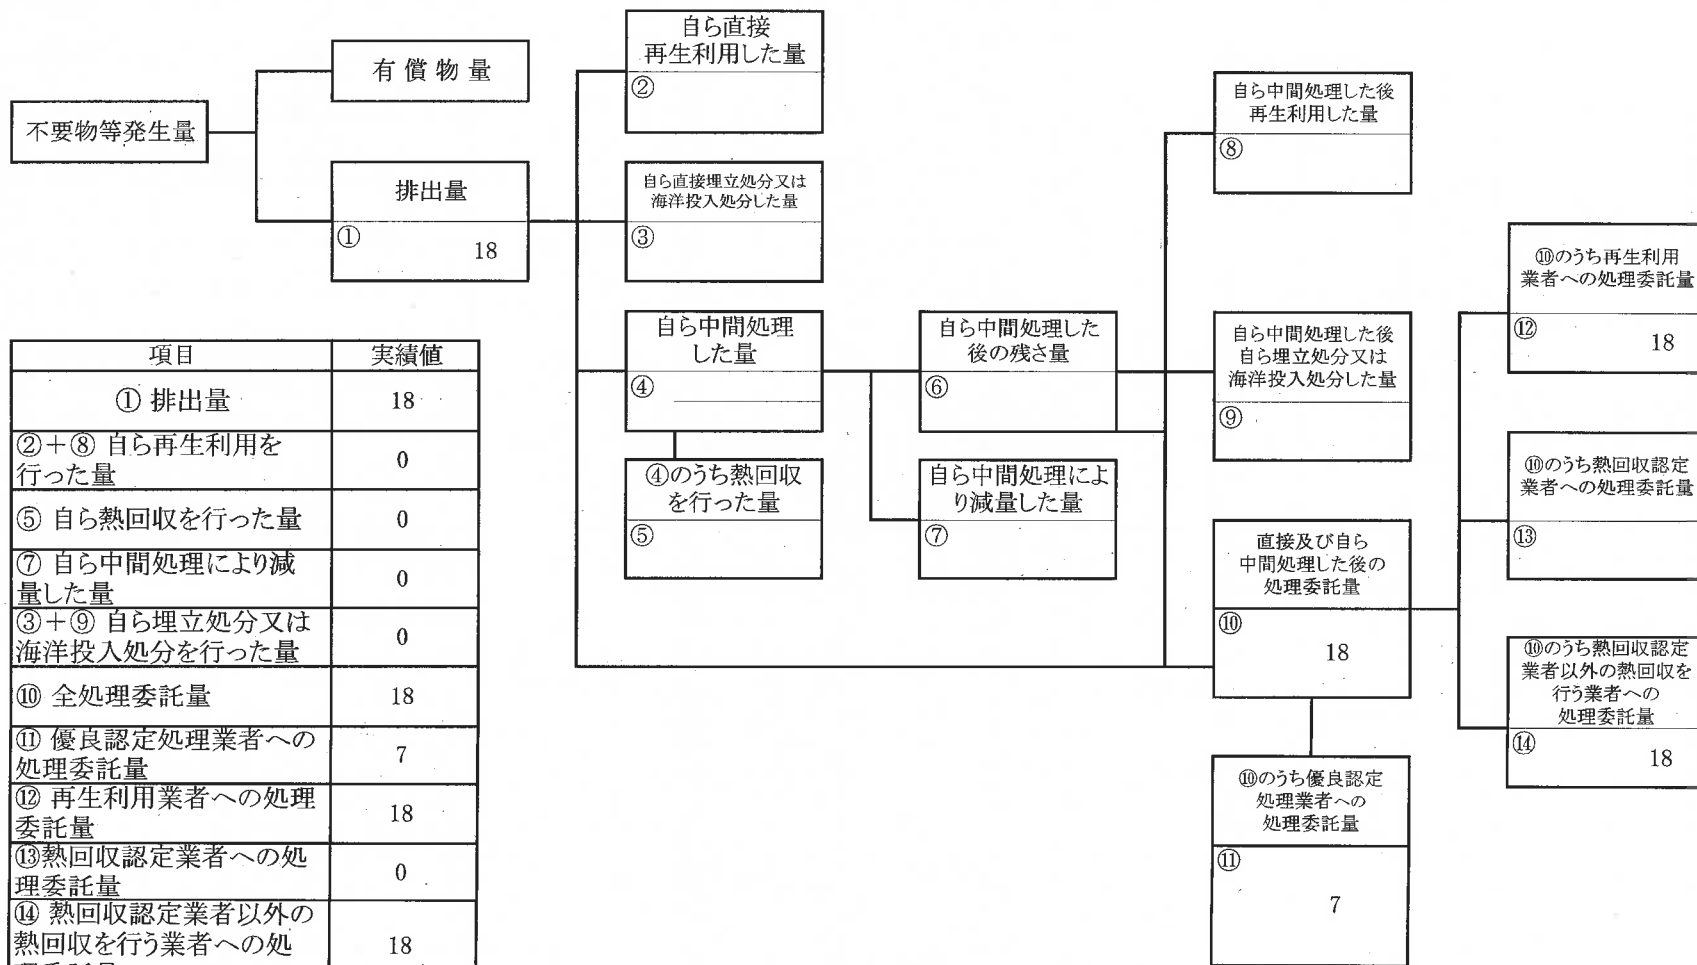 不要物等発生量
有償物量
排出量
①
18
自ら直接
再生利用した量
②
自ら直接埋立処分又は
海洋投入処分した量
③
自ら中間処理
した量
④
④のうち熱回収
を行った量
⑤
自ら中間処理した
後の残さ量
⑥
自ら中間処理によ
り減量した量
⑦
自ら中間処理した後
再生利用した量
⑧
自ら中間処理した後
自ら埋立処分又は
海洋投入処分した量
⑨
直接及び自ら
中間処理した後の
処理委託量
⑩
18
⑩のうち優良認定
処理業者への
処理委託量
⑪
7
⑩のうち再生利用
業者への処理委託量
⑫
18
⑩のうち熱回収認定
業者への処理委託量
⑬
⑩のうち熱回収認定
業者以外の熱回収を
行う業者への
処理委託量
⑭
18
項目 実績値
① 排出量 18
②+⑧ 自ら再生利用を
行った量 0
⑤ 自ら熱回収を行った量 0
⑦ 自ら中間処理により減
量した量 0
③+⑨ 自ら埋立処分又は
海洋投入処分を行った量 0
⑩ 全処理委託量 18
⑪ 優良認定処理業者への
処理委託量 7
⑫ 再生利用業者への処理
委託量 18
⑬熱回収認定業者への処
理委託量 0
⑭ 熱回収認定業者以外の
熱回収を行う業者への処 18